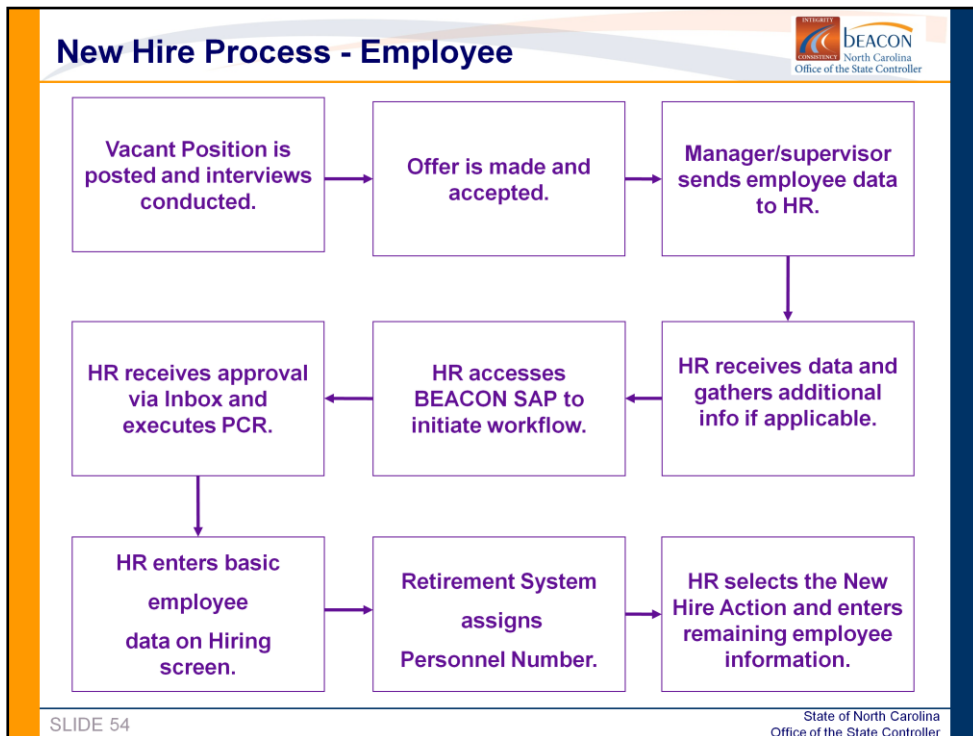 New Hire Process - Employee
INTEGRITY
CONSISTENCY
bEACON
North Carolina
Office of the State Controller
Vacant Position is
posted and interviews
conducted.
Offer is made and
accepted.
Manager/supervisor
sends employee data
to HR.
HR receives data and
gathers additional
info if applicable.
HR accesses
BEACON SAP to
initiate workflow.
HR receives approval
via Inbox and
executes PCR.
HR enters basic
employee
data on Hiring
screen.
Retirement System
assigns
Personnel Number.
HR selects the New
Hire Action and enters
remaining employee
information.
SLIDE 54
State of North Carolina
Office of the State Controller